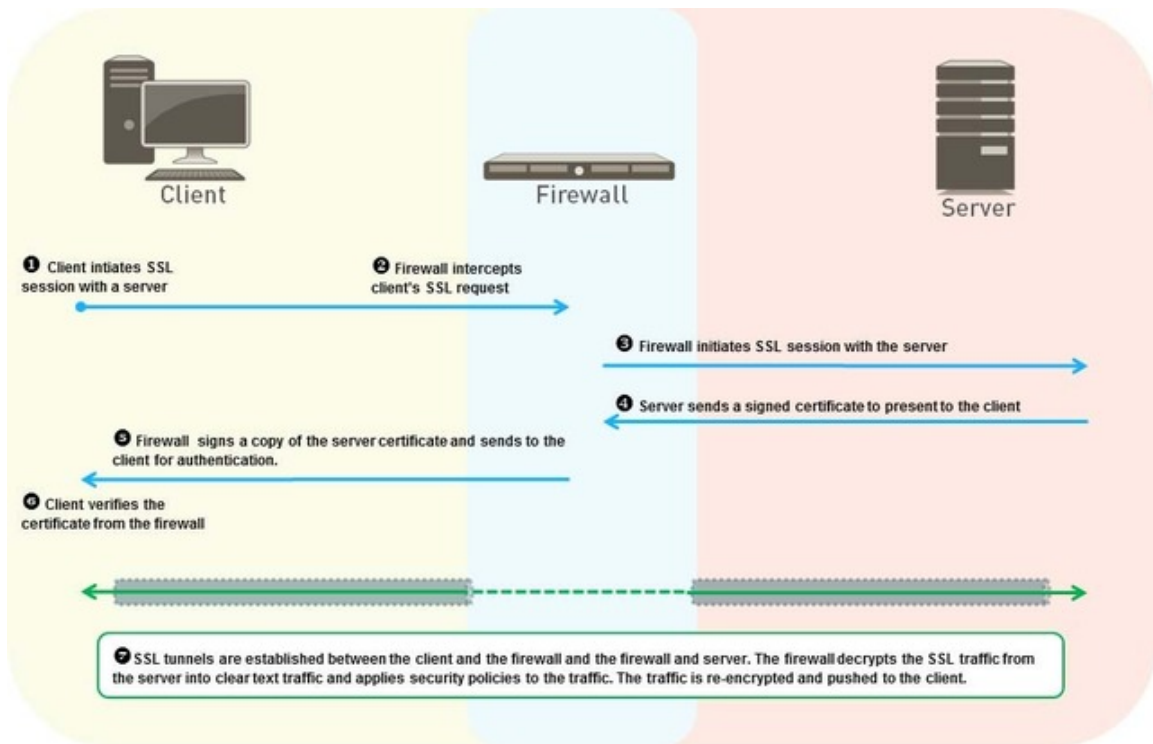 Client
Firewall
Server
❶ Client intiates SSL
session with a server
❷ Firewall intercepts
client's SSL request
❸ Firewall initiates SSL session with the server
❹ Server sends a signed certificate to present to the client
❺ Firewall signs a copy of the server certificate and sends to the
client for authentication.
❻ Client verifies the
certificate from the firewall
❼ SSL tunnels are established between the client and the firewall and the firewall and server. The firewall decrypts the SSL traffic from
the server into clear text traffic and applies security policies to the traffic. The traffic is re-encrypted and pushed to the client.